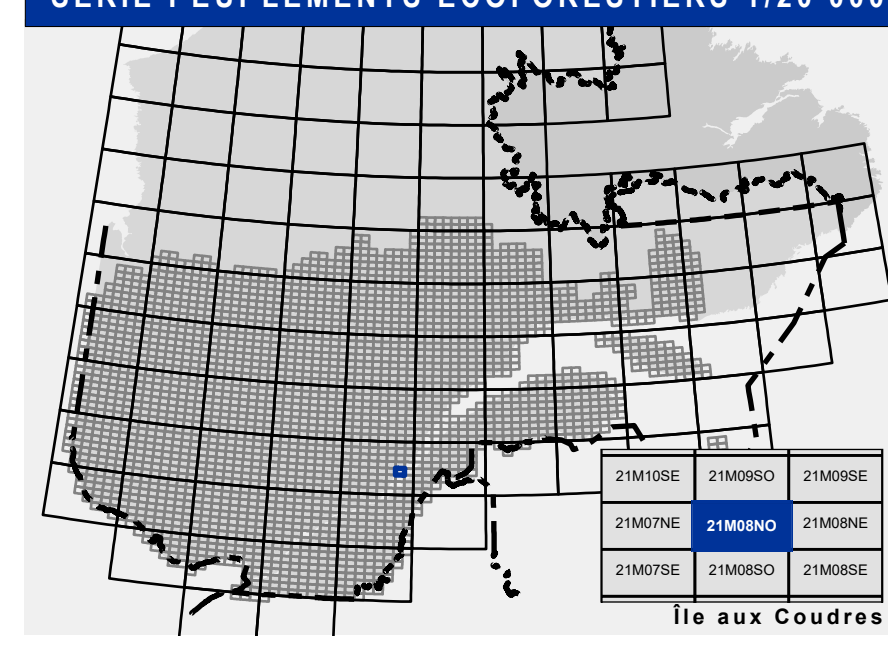 SÉRIE PEUPLEMENTS ÉCOFORESTIERS 1/20 000
21M10SE 21M09SO 21M09SE
21M07NE 21M08NO 21M08NE
21M07SE 21M08SO 21M08SE
Île aux Coudres